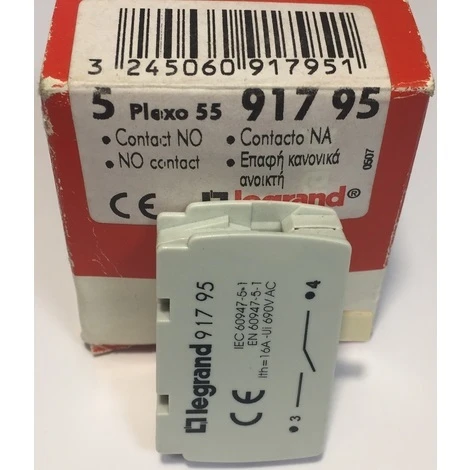 3 245060 917951
5 Plexo 55 917 95
• Contact NO • Contacto NA
• NO contact • Επαφή κανονικά
ανοικτή
0507
CE legrand®
legrand 917 95
CE
IEC 60947-5-1
EN 60947-5-1
Ith=16A-Ui 690V AC
3 4